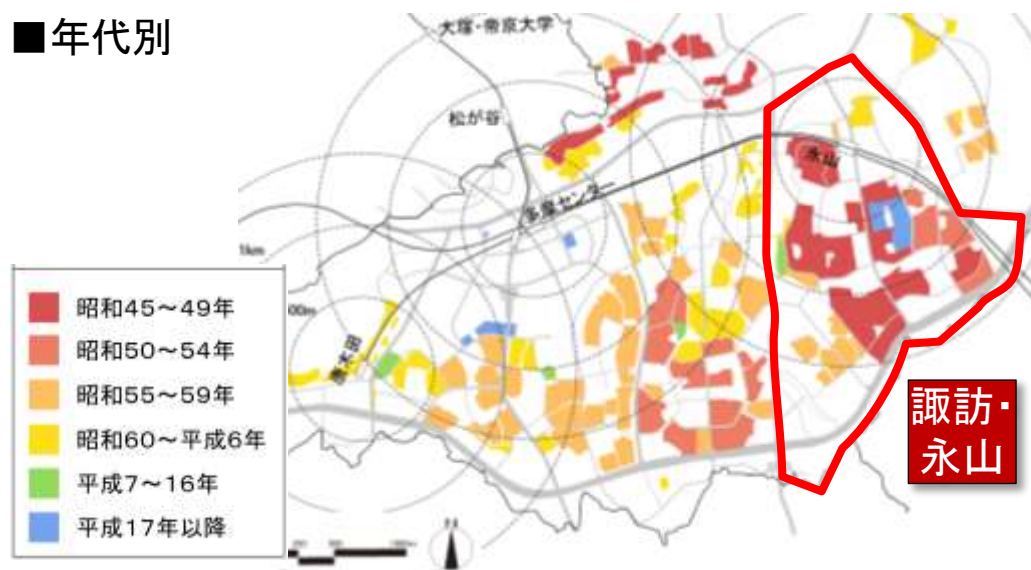 ■年代別
大塚・帝京大学
松が谷
永山
多摩センター
1km
昭和45～49年
昭和50～54年
昭和55～59年
昭和60～平成6年
平成7～16年
平成17年以降
唐木田
諏訪・
永山